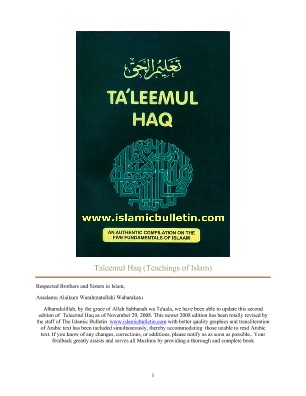 تعليم الحق
TA'LEEMUL
HAQ
www.islamicbulletin.com
AN AUTHENTIC COMPILATION ON THE
FIVE FUNDAMENTALS OF ISLAAM
Taleemul Haq (Teachings of Islam)
Respected Brothers and Sisters in Islam,
Assalamu Alaikum Warahmatullahi Wabarakatu
Alhamdulillah, by the grace of Allah Subhanah wa Ta'aala, we have been able to update this second
edition of Taleemul Haq as of November 29, 2008. This newer 2008 edition has been totally revised by
the staff of The Islamic Bulletin www.islamicbulletin.com with better quality graphics and transliteration
of Arabic text has been included simultaneously, thereby accommodating those unable to read Arabic
text. If you know of any changes, corrections, or additions, please notify us as soon as possible. Your
feedback greatly assists and serves all Muslims by providing a thorough and complete book
1